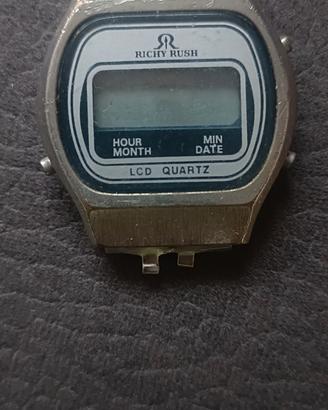 RICHY RUSH
HOUR MIN
MONTH DATE
LCD QUARTZ